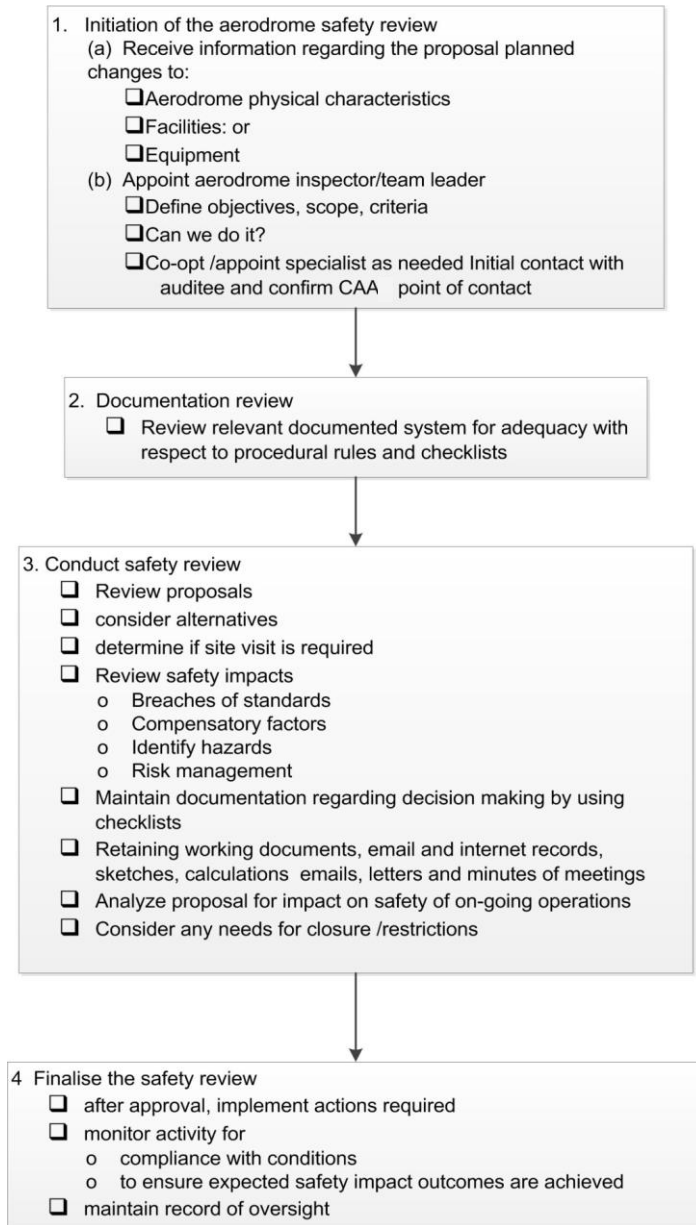 1. Initiation of the aerodrome safety review
(a) Receive information regarding the proposal planned
changes to:
❑Aerodrome physical characteristics
❑Facilities: or
❑Equipment
(b) Appoint aerodrome inspector/team leader
❑Define objectives, scope, criteria
❑Can we do it?
❑Co-opt /appoint specialist as needed Initial contact with
auditee and confirm CAA point of contact
2. Documentation review
❑ Review relevant documented system for adequacy with
respect to procedural rules and checklists
3. Conduct safety review
❑ Review proposals
❑ consider alternatives
❑ determine if site visit is required
❑ Review safety impacts
o Breaches of standards
o Compensatory factors
o Identify hazards
o Risk management
❑ Maintain documentation regarding decision making by using
checklists
❑ Retaining working documents, email and internet records,
sketches, calculations emails, letters and minutes of meetings
❑ Analyze proposal for impact on safety of on-going operations
❑ Consider any needs for closure /restrictions
4 Finalise the safety review
❑ after approval, implement actions required
❑ monitor activity for
o compliance with conditions
o to ensure expected safety impact outcomes are achieved
❑ maintain record of oversight